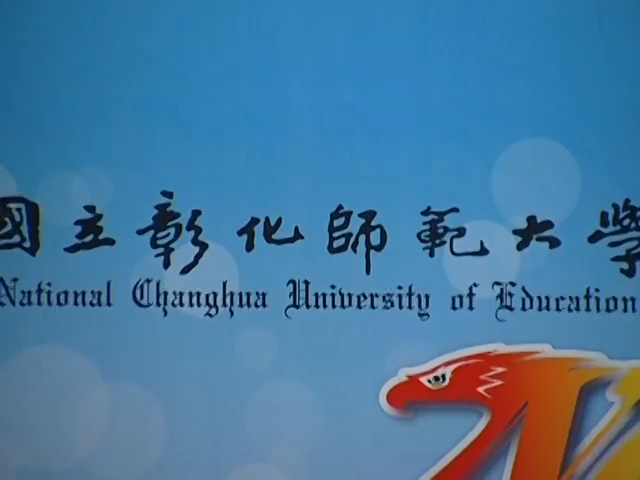 國立彰化師範大學
National Changhua University of Education